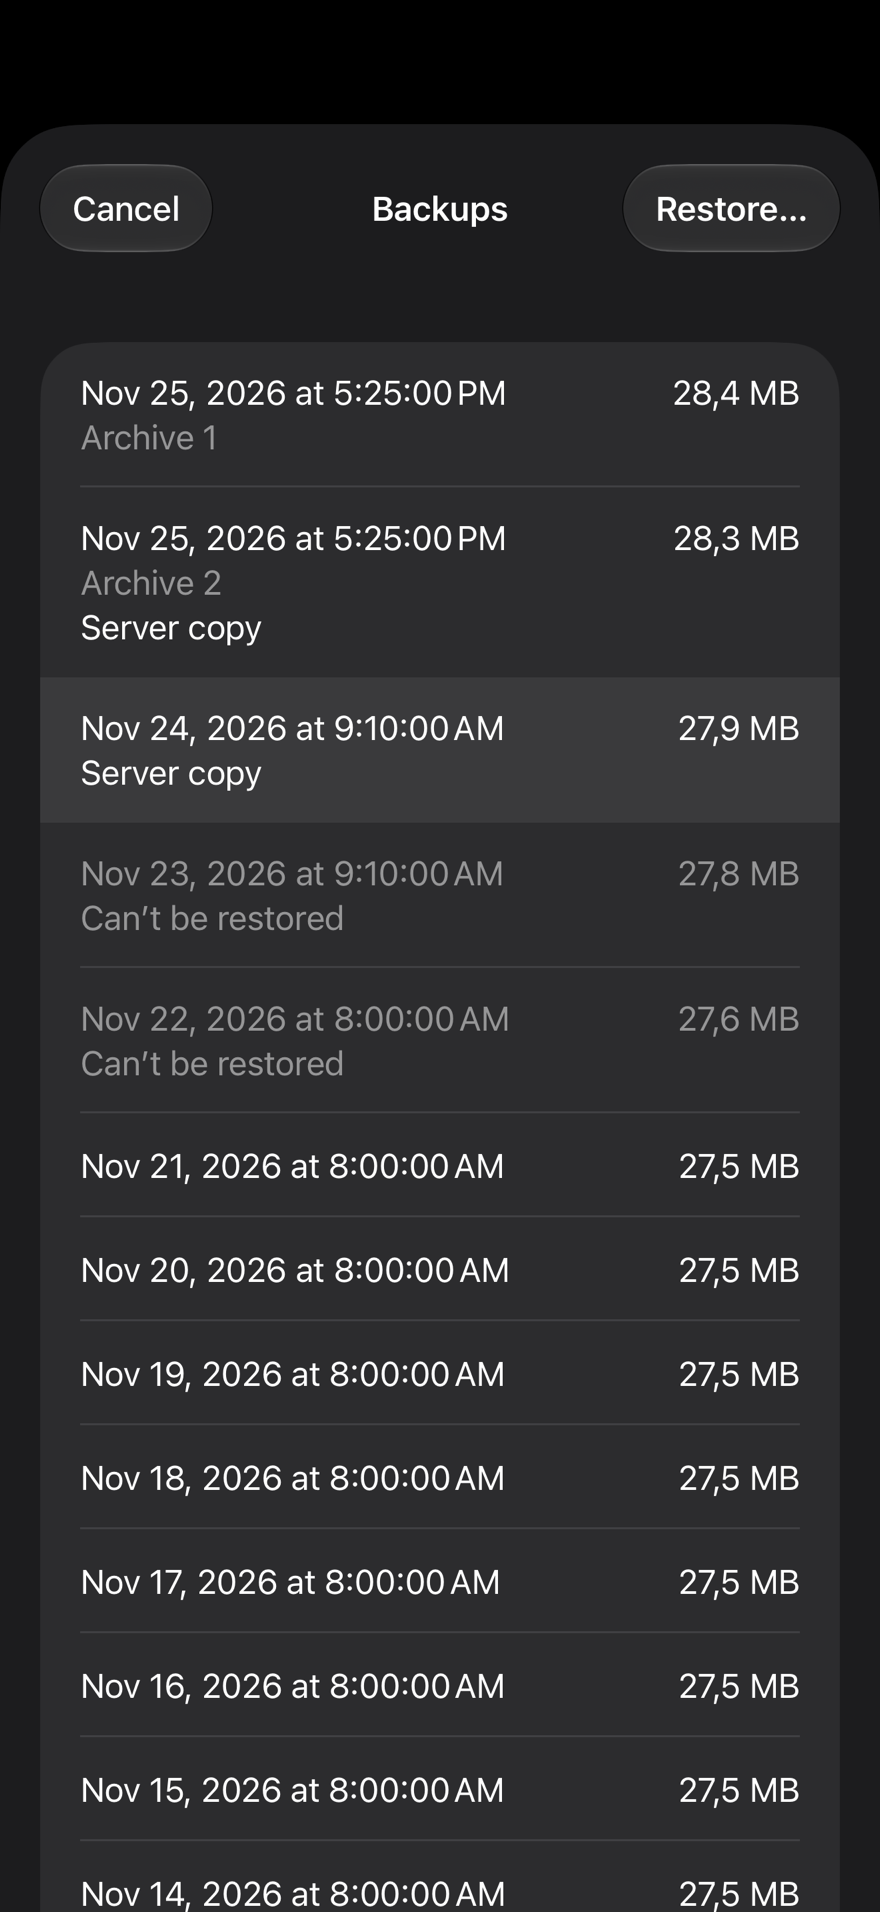 Cancel
Backups
Restore...
Nov 25, 2026 at 5:25:00 PM 28,4 MB
Archive 1
Nov 25, 2026 at 5:25:00 PM 28,3 MB
Archive 2
Server copy
Nov 24, 2026 at 9:10:00 AM 27,9 MB
Server copy
Nov 23, 2026 at 9:10:00 AM 27,8 MB
Can’t be restored
Nov 22, 2026 at 8:00:00 AM 27,6 MB
Can’t be restored
Nov 21, 2026 at 8:00:00 AM 27,5 MB
Nov 20, 2026 at 8:00:00 AM 27,5 MB
Nov 19, 2026 at 8:00:00 AM 27,5 MB
Nov 18, 2026 at 8:00:00 AM 27,5 MB
Nov 17, 2026 at 8:00:00 AM 27,5 MB
Nov 16, 2026 at 8:00:00 AM 27,5 MB
Nov 15, 2026 at 8:00:00 AM 27,5 MB
Nov 14, 2026 at 8:00:00 AM 27,5 MB